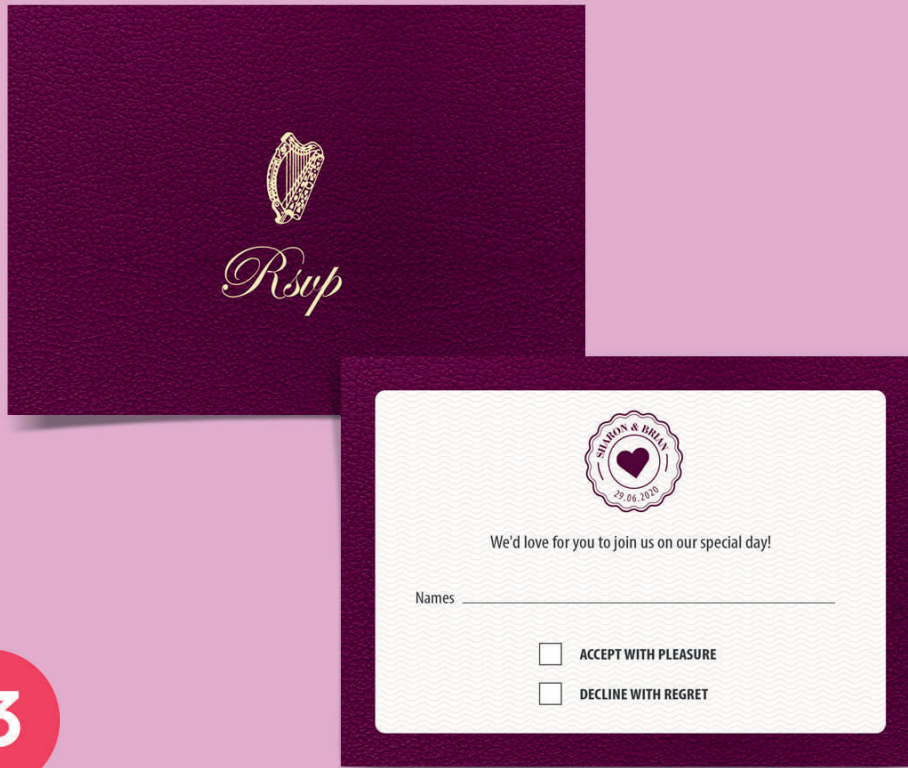 Rsvp
SHARON & BRIAN
29.06.2020
We'd love for you to join us on our special day!
Names
ACCEPT WITH PLEASURE
DECLINE WITH REGRET
3